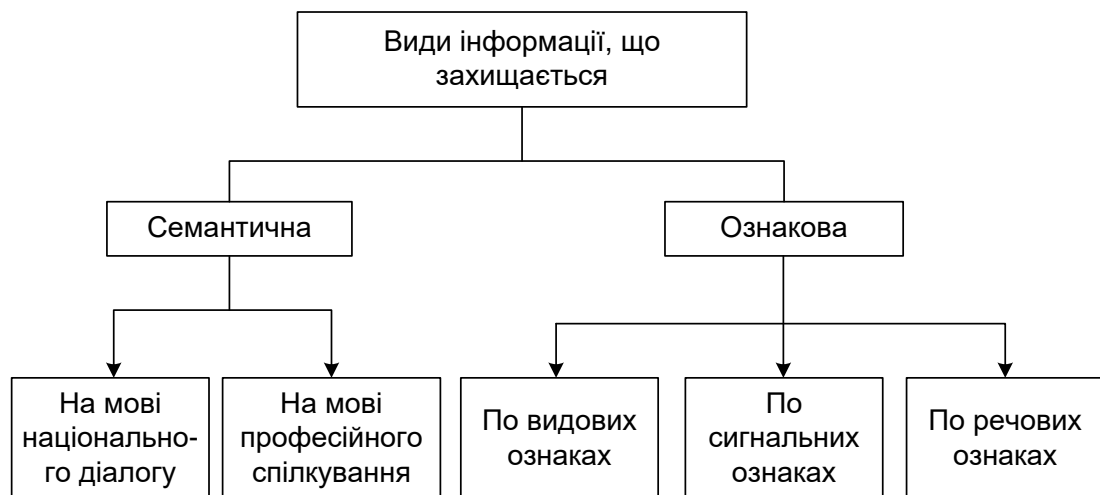 Види інформації, що
захищається
Семантична
Ознакова
На мові
національно-
го діалогу
На мові
професійного
спілкування
По видових
ознаках
По
сигнальних
ознаках
По речових
ознаках